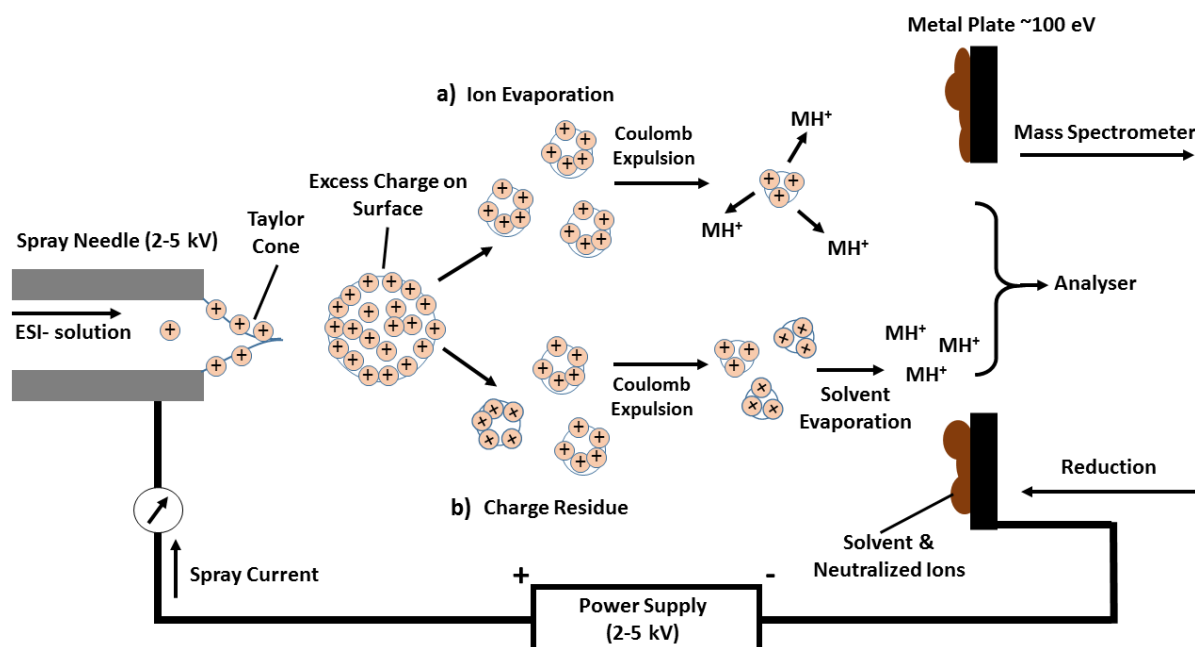 Metal Plate ~100 eV
a) Ion Evaporation
MH⁺
Coulomb
Expulsion
Mass Spectrometer
Excess Charge on
Surface
Taylor
Cone
Spray Needle (2-5 kV)
MH⁺
MH⁺
Analyser
ESI- solution
MH⁺
MH⁺
MH⁺
Coulomb
Expulsion
Solvent
Evaporation
Reduction
b) Charge Residue
Solvent &
Neutralized Ions
Spray Current
+
-
Power Supply
(2-5 kV)